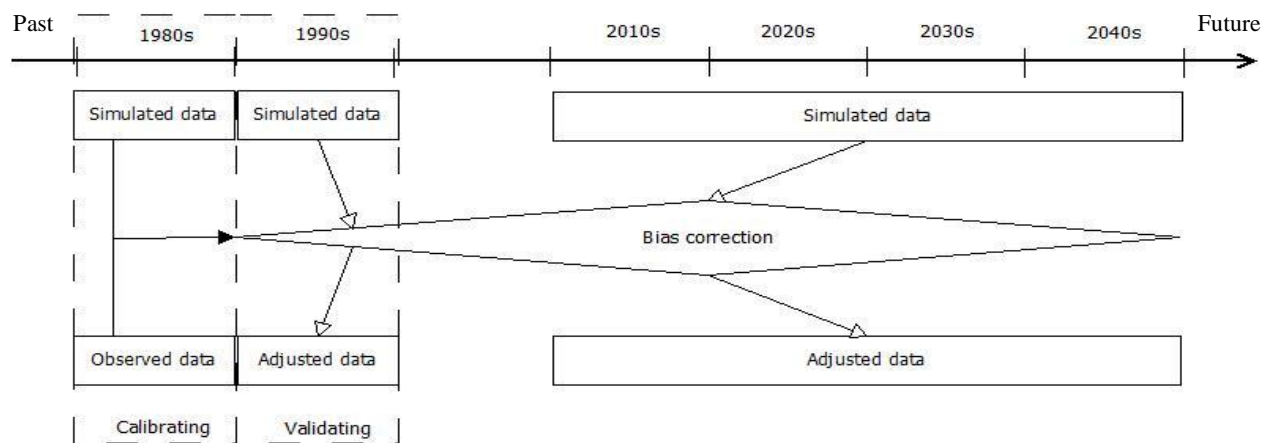 Past 1980s 1990s 2010s 2020s 2030s 2040s Future
Simulated data Simulated data Simulated data
Bias correction
Observed data Adjusted data Adjusted data
Calibrating Validating